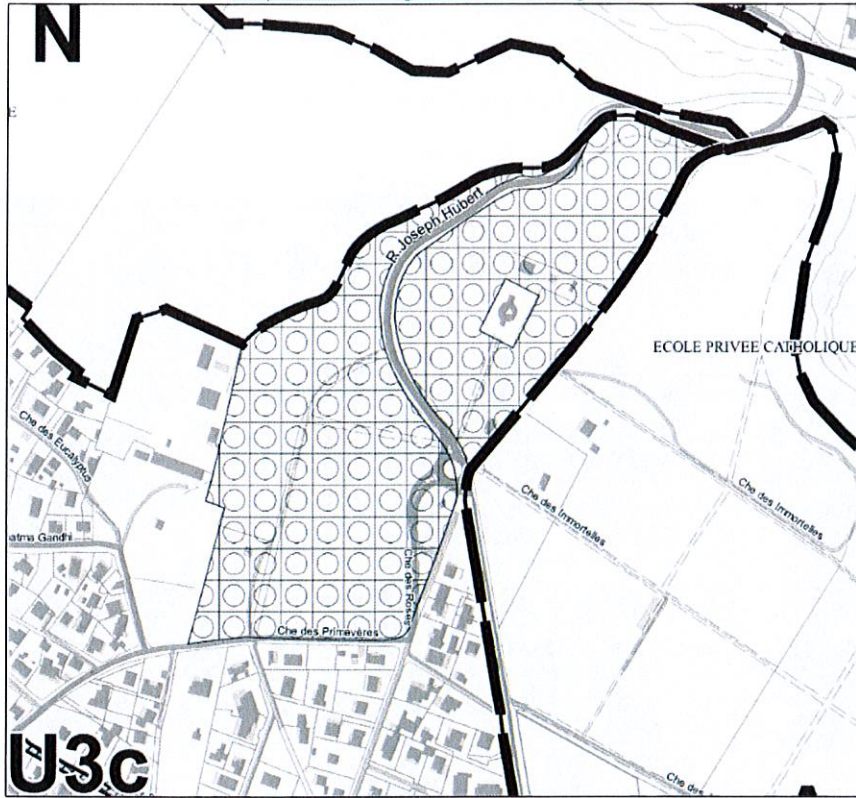 N
E
R. Joseph Hubert
ECOLE PRIVEE CATHOLIQUE
Che des Eucalyptus
atma Gandhi
Che des Immortelles
Che des Immortelles
Che des Roses
Che des Primevères
U3c
Che des
A